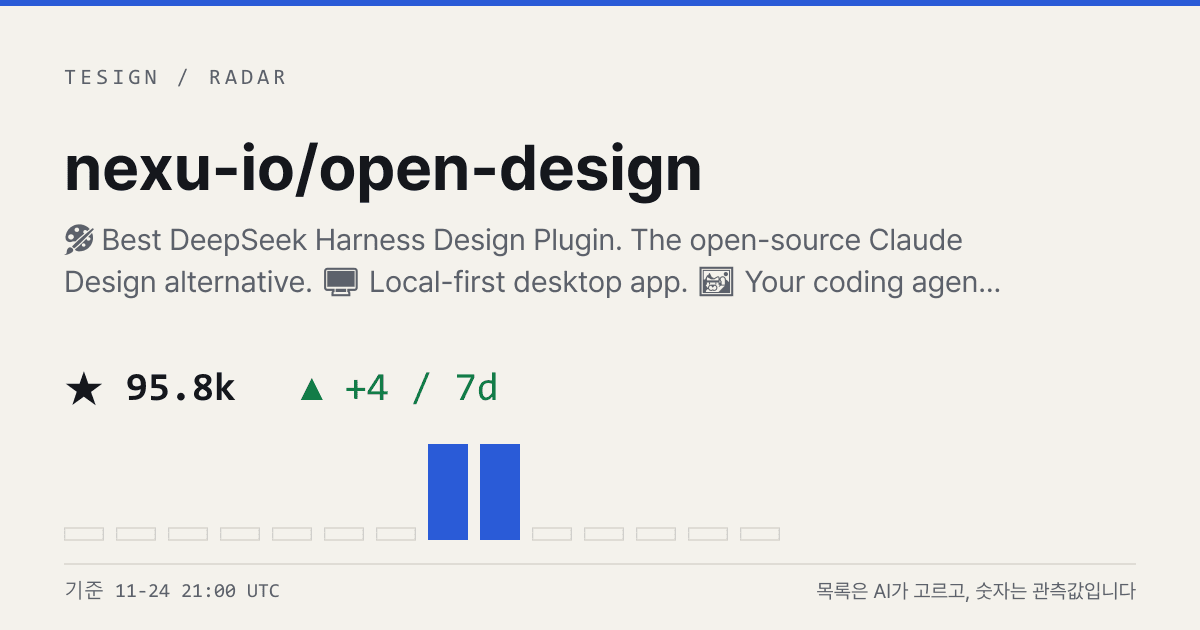 TESIGN / RADAR
nexu-io/open-design
🎨 Best DeepSeek Harness Design Plugin. The open-source Claude
Design alternative. 🖥️ Local-first desktop app. 🖼️ Your coding agen…
★ 95.8k ▲ +4 / 7d
기준 11-24 21:00 UTC
목록은 AI가 고르고, 숫자는 관측값입니다